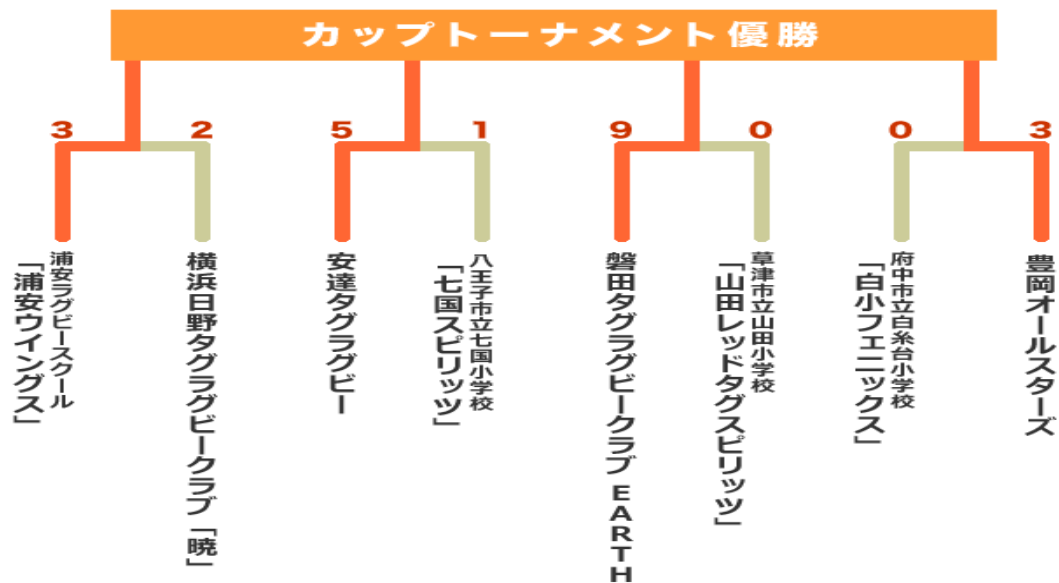 カップトーナメント優勝
3 2 5 1 9 0 0 3
浦安ラグビースクール
「浦安ウイングス」
横浜日野タグラグビークラブ「暁」
安達タグラグビー
八王子市立七国小学校
「七国スピリッツ」
磐田タグラグビークラブ EARTH
草津市立山田小学校
「山田レッドタグスピリッツ」
府中市立白糸台小学校
「白小フェニックス」
豊岡オールスターズ